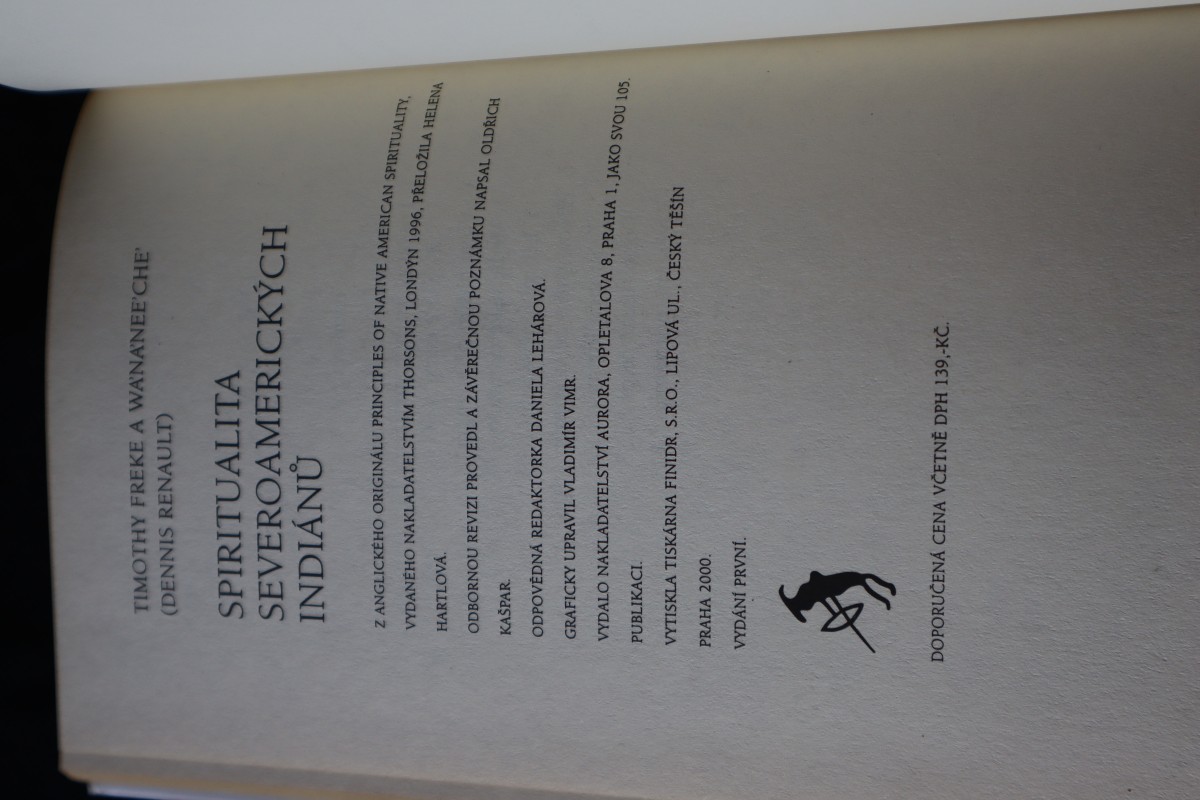 TIMOTHY FREKE A WA'NA'NEE'CHE'
(DENNIS RENAULT)
SPIRITUALITA
SEVEROAMERICKÝCH
INDIÁNŮ
Z ANGLICKÉHO ORIGINÁLU PRINCIPLES OF NATIVE AMERICAN SPIRITUALITY,
VYDANÉHO NAKLADATELSTVÍM THORSONS, LONDÝN 1996, PŘELOŽILA HELENA
HARTLOVÁ.
ODBORNOU REVIZI PROVEDL A ZÁVĚREČNOU POZNÁMKU NAPSAL OLDŘICH
KAŠPAR.
ODPOVĚDNÁ REDAKTORKA DANIELA LEHÁROVÁ.
GRAFICKY UPRAVIL VLADIMÍR VIMR.
VYDALO NAKLADATELSTVÍ AURORA, OPLETALOVA 8, PRAHA 1, JAKO SVOU 105.
PUBLIKACI.
VYTISKLA TISKÁRNA FINIDR, S.R.O., LIPOVÁ UL., ČESKÝ TĚŠÍN
PRAHA 2000.
VYDÁNÍ PRVNÍ.
DOPORUČENÁ CENA VČETNĚ DPH 139,-KČ.